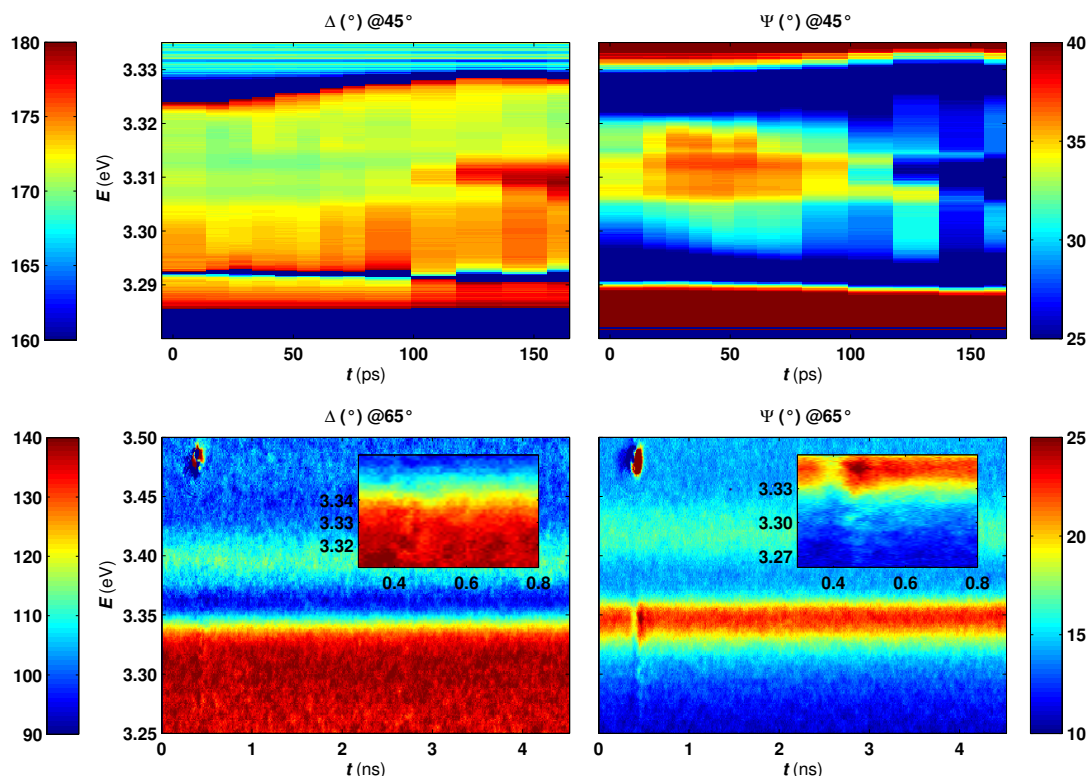 Δ (°) @45°
Ψ (°) @45°
180
175
170
165
160
E (eV)
3.33
3.32
3.31
3.30
3.29
0 50 100 150
t (ps)
0 50 100 150
t (ps)
40
35
30
25
Δ (°) @65°
Ψ (°) @65°
140
130
120
110
100
90
E (eV)
3.50
3.45
3.40
3.35
3.30
3.25
3.34
3.33
3.32
0.4 0.6 0.8
3.33
3.30
3.27
0.4 0.6 0.8
0 1 2 3 4
t (ns)
0 1 2 3 4
t (ns)
25
20
15
10